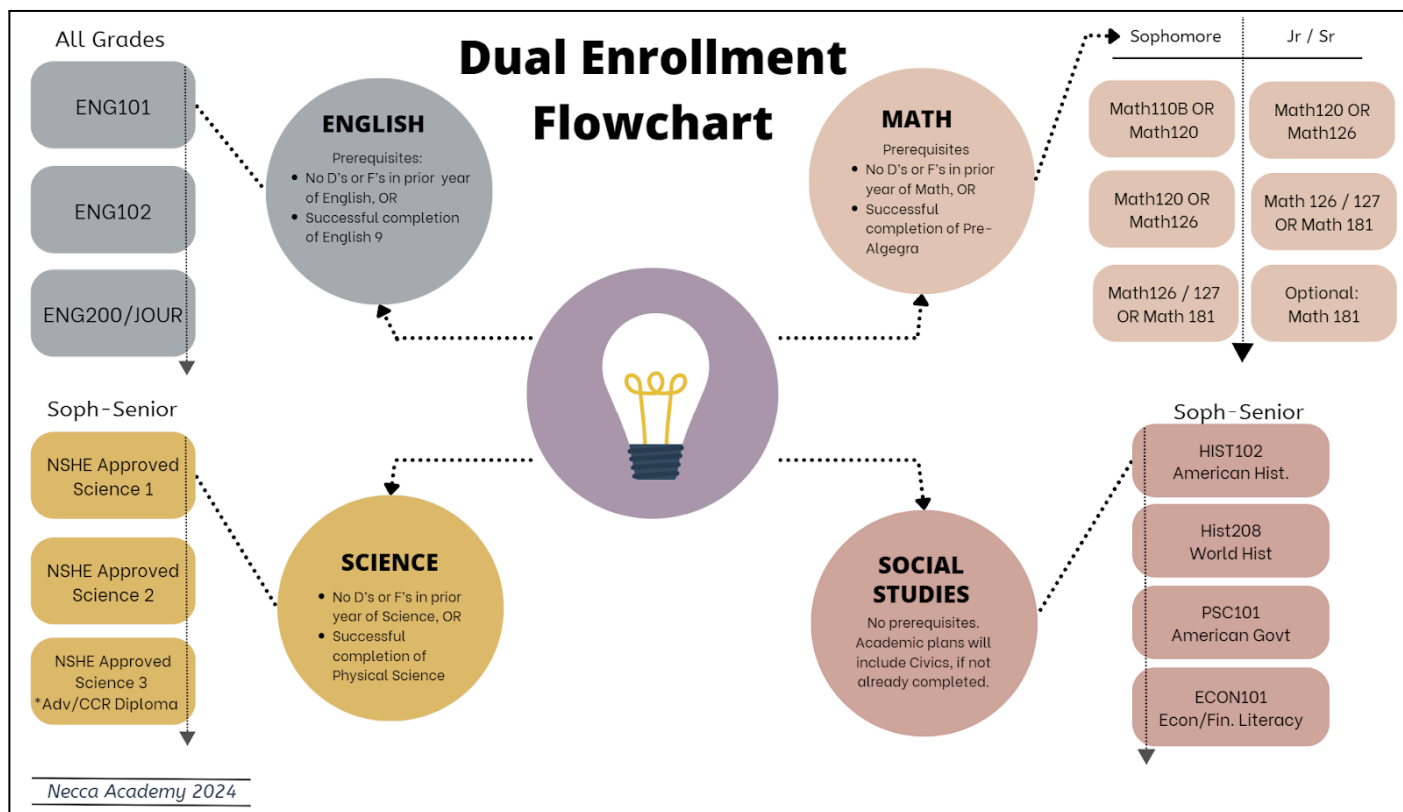 Dual Enrollment
Flowchart
All Grades
ENG101
ENG102
ENG200/JOUR
ENGLISH
Prerequisites:
No D's or F's in prior year
of English, OR
Successful completion
of English 9
MATH
Prerequisites
No D's or F's in prior
year of Math, OR
Successful
completion of Pre-
Algegra
Sophomore
Jr / Sr
Math110B OR
Math120
Math120 OR
Math126
Math120 OR
Math126
Math 126 / 127
OR Math 181
Math126 / 127
OR Math 181
Optional:
Math 181
Soph-Senior
NSHE Approved
Science 1
NSHE Approved
Science 2
NSHE Approved
Science 3
*Adv/CCR Diploma
SCIENCE
No D's or F's in prior
year of Science, OR
Successful
completion of
Physical Science
SOCIAL
STUDIES
No prerequisites.
Academic plans will
include Civics, if not
already completed.
Soph-Senior
HIST102
American Hist.
Hist208
World Hist
PSC101
American Govt
ECON101
Econ/Fin. Literacy
Necca Academy 2024